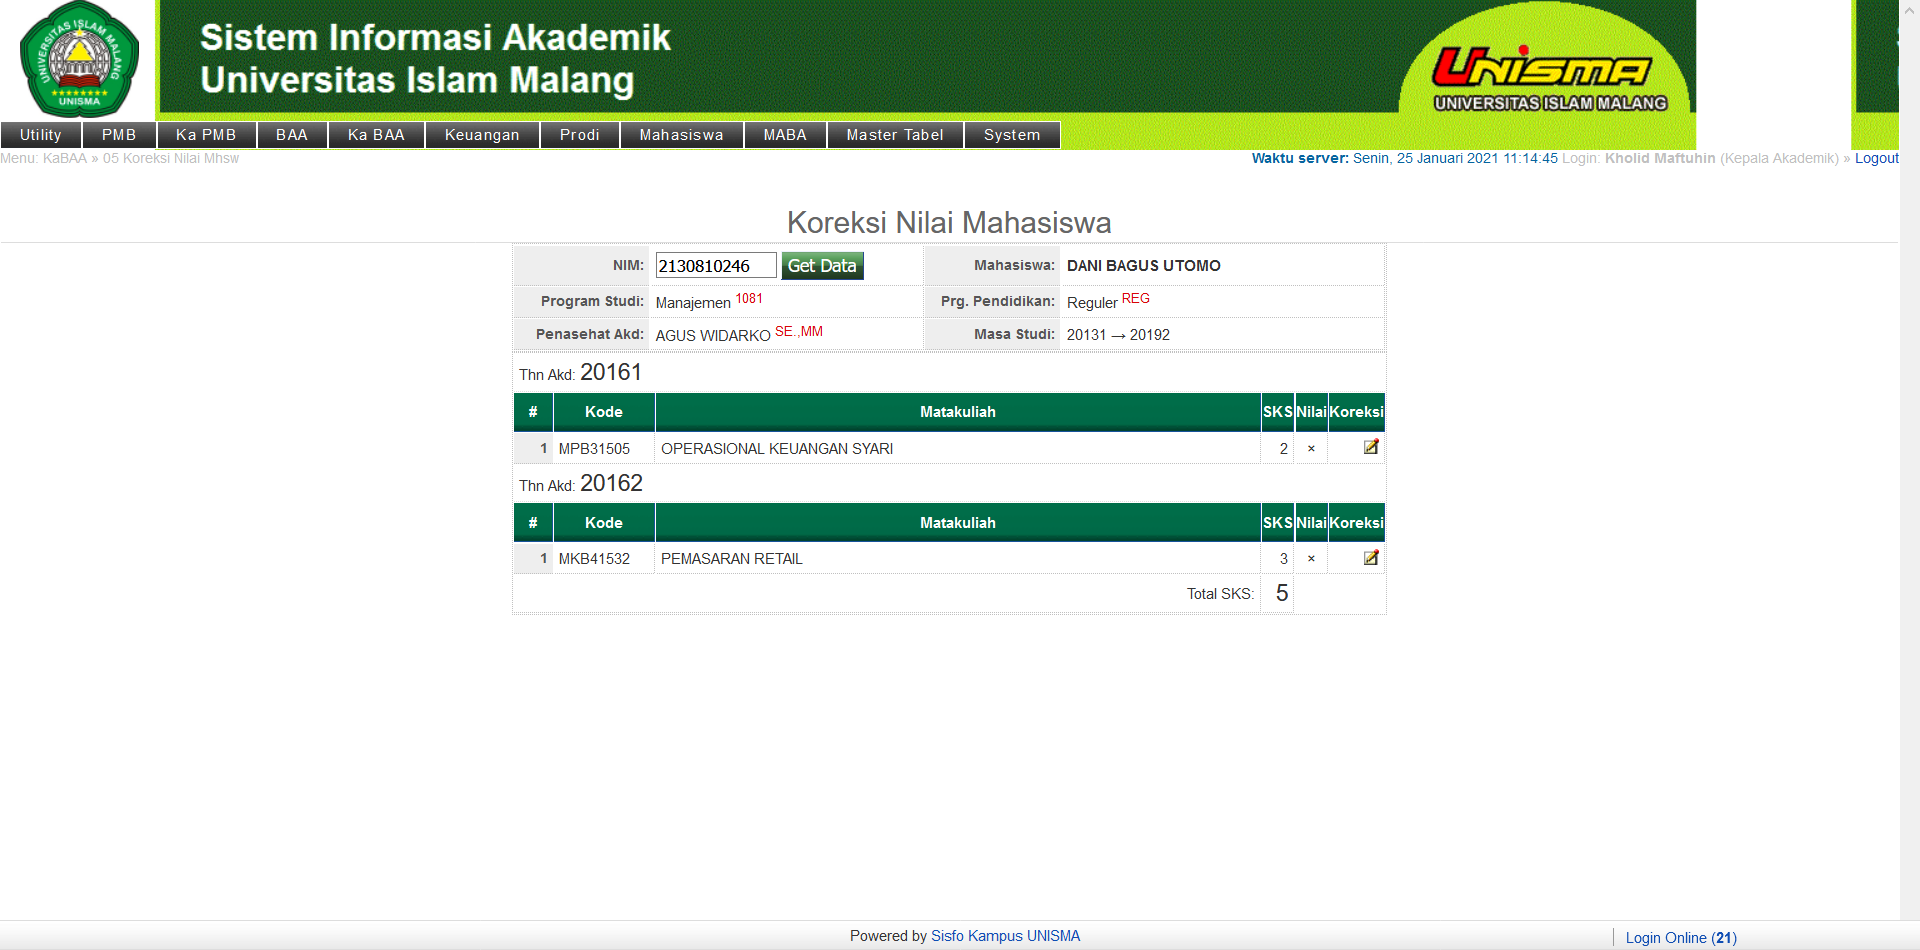 UNIVERSITAS ISLAM MALANG
UNISMA
Sistem Informasi Akademik
Universitas Islam Malang
UNISMA
UNIVERSITAS ISLAM MALANG
Utility PMB Ka PMB BAA Ka BAA Keuangan Prodi Mahasiswa MABA Master Tabel System
Menu: KaBAA » 05 Koreksi Nilai Mhsw
Waktu server: Senin, 25 Januari 2021 11:14:45 Login: Kholid Maftuhin (Kepala Akademik) » Logout
Koreksi Nilai Mahasiswa
NIM: 2130810246 Get Data Mahasiswa: DANI BAGUS UTOMO
Program Studi: Manajemen 1081 Prg. Pendidikan: Reguler REG
Penasehat Akd: AGUS WIDARKO SE.,MM Masa Studi: 20131 → 20192
Thn Akd: 20161
# Kode Matakuliah SKS Nilai Koreksi
1 MPB31505 OPERASIONAL KEUANGAN SYARI 2 ×
Thn Akd: 20162
# Kode Matakuliah SKS Nilai Koreksi
1 MKB41532 PEMASARAN RETAIL 3 ×
Total SKS: 5
Powered by Sisfo Kampus UNISMA
Login Online (21)